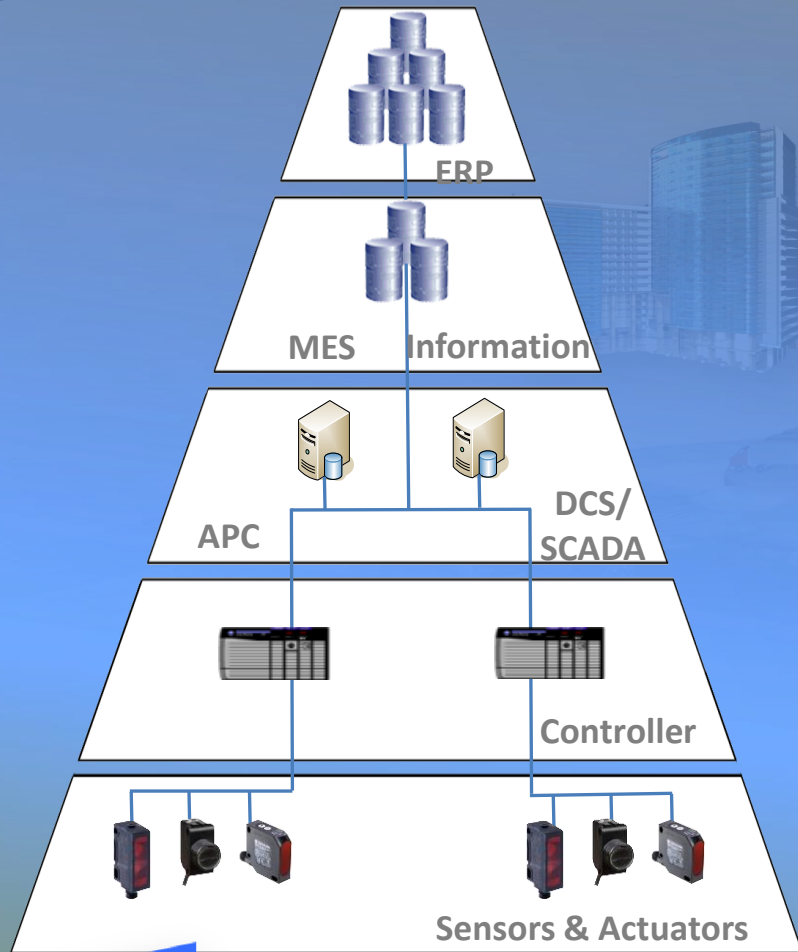 ERP
MES
Information
APC
DCS/
SCADA
Controller
Sensors & Actuators